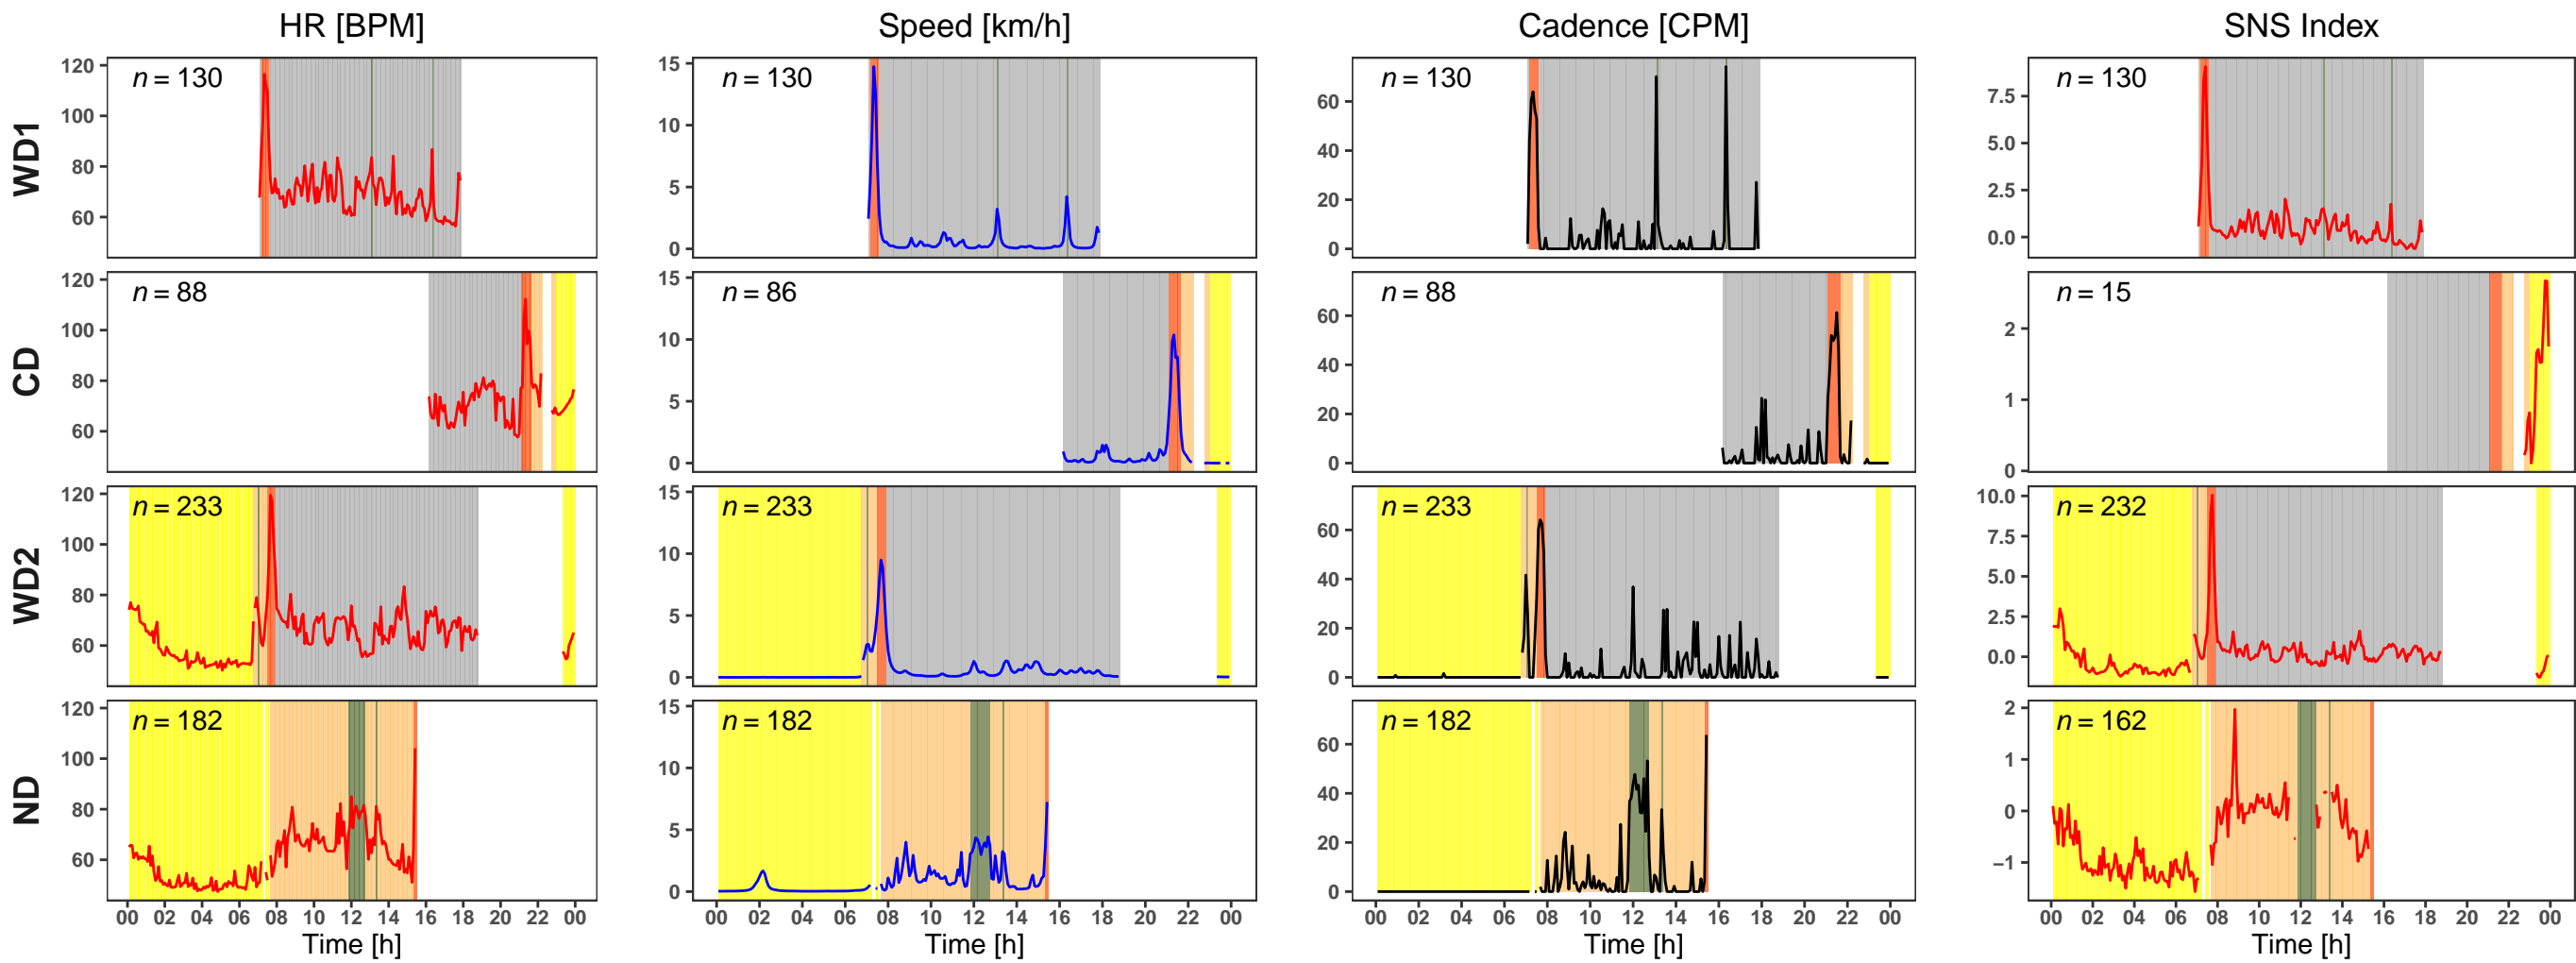 HR [BPM] Speed [km/h] Cadence [CPM] SNS Index
WD1
n = 130
120
100
80
60
n = 130
15
10
5
0
n = 130
60
40
20
0
n = 130
7.5
5.0
2.5
0.0
CD
n = 88
120
100
80
60
n = 86
15
10
5
0
n = 88
60
40
20
0
n = 15
2
1
0
WD2
n = 233
120
100
80
60
n = 233
15
10
5
0
n = 233
60
40
20
0
n = 232
10.0
7.5
5.0
2.5
0.0
ND
n = 182
120
100
80
60
n = 182
15
10
5
0
n = 182
60
40
20
0
n = 162
2
1
0
−1
00 02 04 06 08 10 12 14 16 18 20 22 00
00 02 04 06 08 10 12 14 16 18 20 22 00
00 02 04 06 08 10 12 14 16 18 20 22 00
00 02 04 06 08 10 12 14 16 18 20 22 00
Time [h] Time [h] Time [h] Time [h]